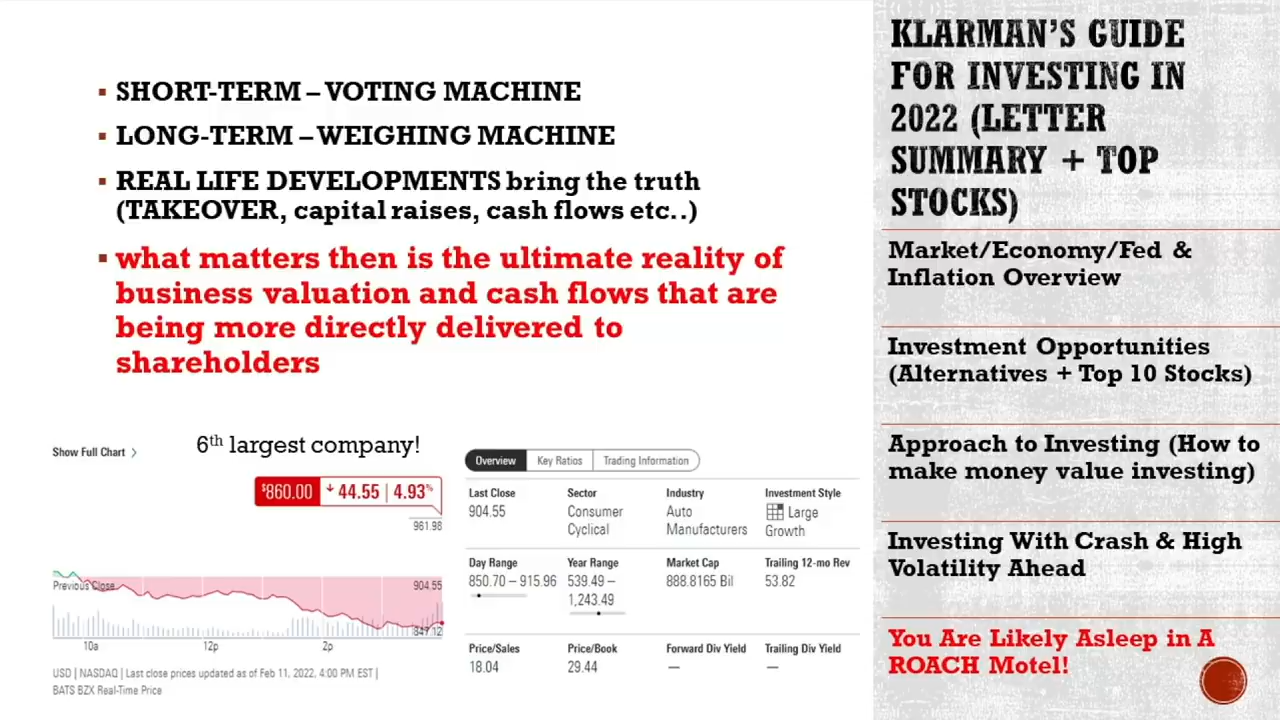 ▪ SHORT-TERM – VOTING MACHINE
▪ LONG-TERM – WEIGHING MACHINE
▪ REAL LIFE DEVELOPMENTS bring the truth
(TAKEOVER, capital raises, cash flows etc..)
▪ what matters then is the ultimate reality of
business valuation and cash flows that are
being more directly delivered to
shareholders
6th largest company!
Show Full Chart >
$860.00 ↓ 44.55 | 4.93%
961.98
Previous Close
904.55
847.12
10a 12p 2p
USD | NASDAQ | Last close prices updated as of Feb 11, 2022, 4:00 PM EST |
BATS BZX Real-Time Price
Overview Key Ratios Trading Information
Last Close Sector Industry Investment Style
904.55 Consumer Auto Large
Cyclical Manufacturers Growth
Day Range Year Range Market Cap Trailing 12-mo Rev
850.70 – 915.96 539.49 – 888.8165 Bil 53.82
1,243.49
Price/Sales Price/Book Forward Div Yield Trailing Div Yield
18.04 29.44 — —
KLARMAN'S GUIDE
FOR INVESTING IN
2022 (LETTER
SUMMARY + TOP
STOCKS)
Market/Economy/Fed &
Inflation Overview
Investment Opportunities
(Alternatives + Top 10 Stocks)
Approach to Investing (How to
make money value investing)
Investing With Crash & High
Volatility Ahead
You Are Likely Asleep in A
ROACH Motel!